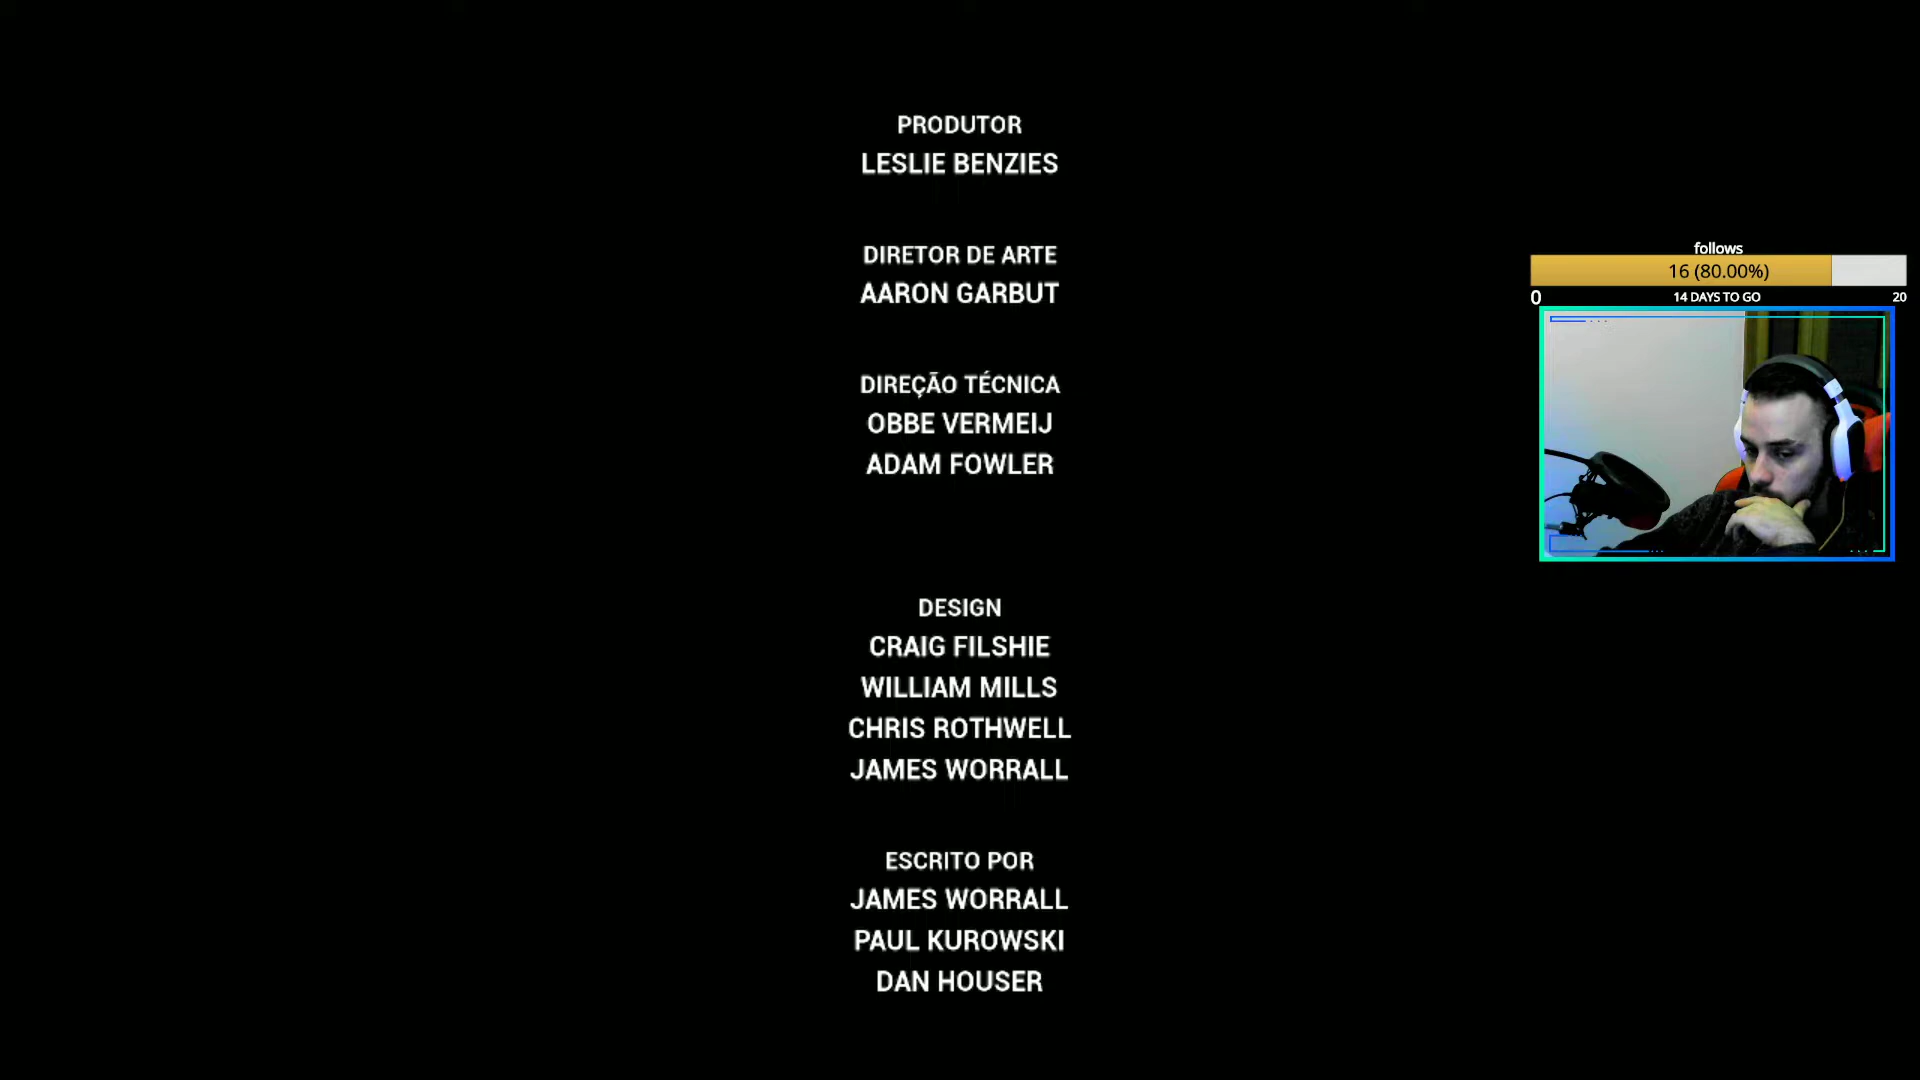 PRODUTOR
LESLIE BENZIES
DIRETOR DE ARTE
AARON GARBUT
DIREÇÃO TÉCNICA
OBBE VERMEIJ
ADAM FOWLER
DESIGN
CRAIG FILSHIE
WILLIAM MILLS
CHRIS ROTHWELL
JAMES WORRALL
ESCRITO POR
JAMES WORRALL
PAUL KUROWSKI
DAN HOUSER
follows
16 (80.00%)
0 14 DAYS TO GO 20